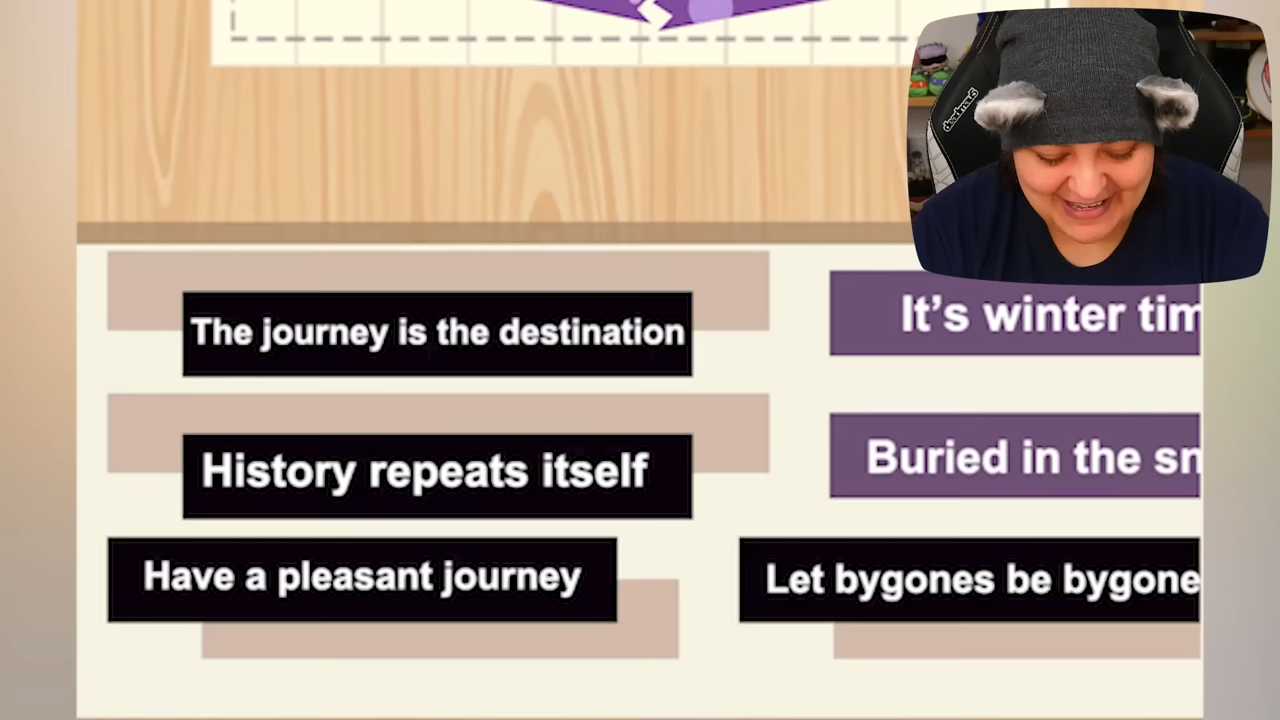 The journey is the destination
It's winter tim
History repeats itself
Buried in the sn
Have a pleasant journey
Let bygones be bygone
deadmau5